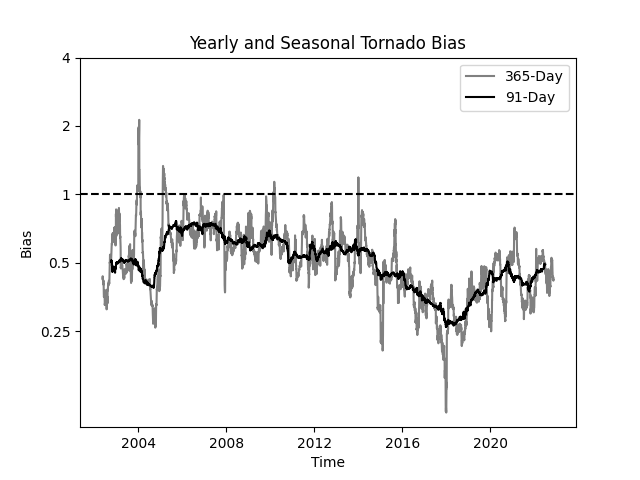 Yearly and Seasonal Tornado Bias
4
2
1
0.5
0.25
Bias
365-Day
91-Day
2004 2008 2012 2016 2020
Time